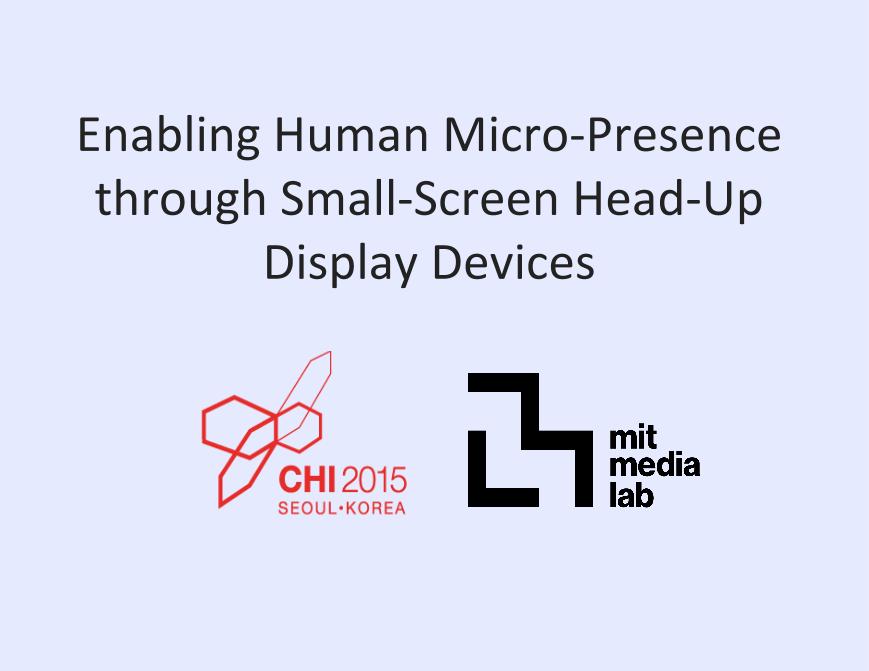 Enabling Human Micro-Presence
through Small-Screen Head-Up
Display Devices
CHI 2015
SEOUL•KOREA
mit
media
lab